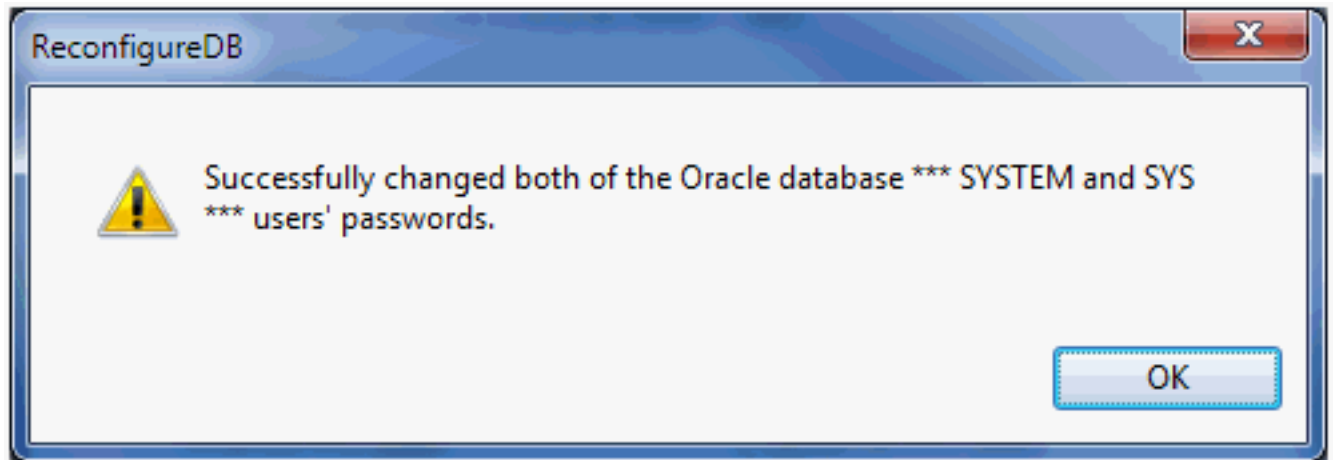 ReconfigureDB
Successfully changed both of the Oracle database *** SYSTEM and SYS
*** users' passwords.
OK